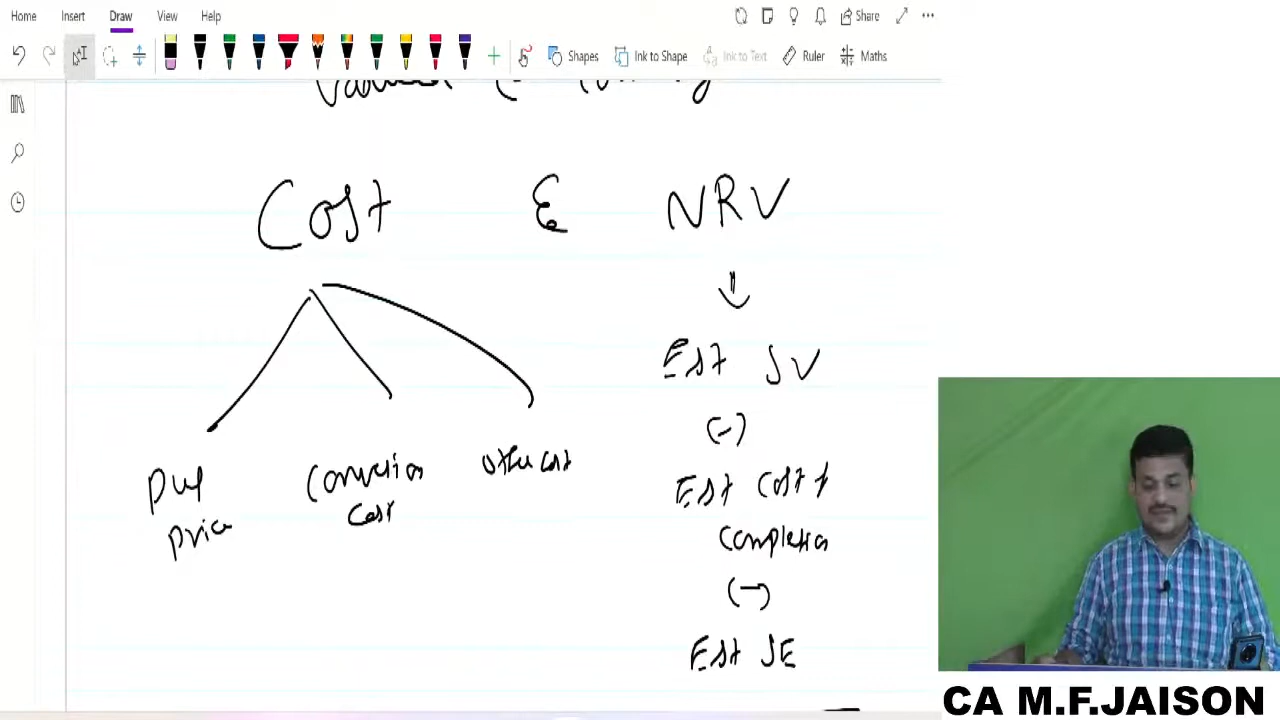 Home Insert Draw View Help Share
Shapes Ink to Shape Ink to Text Ruler Maths
Cost & NRV
Est SV
(-)
Pur Conversion other cost
price Cost
Est Cost of
Completion
(-)
Est SE
CA M.F.JAISON